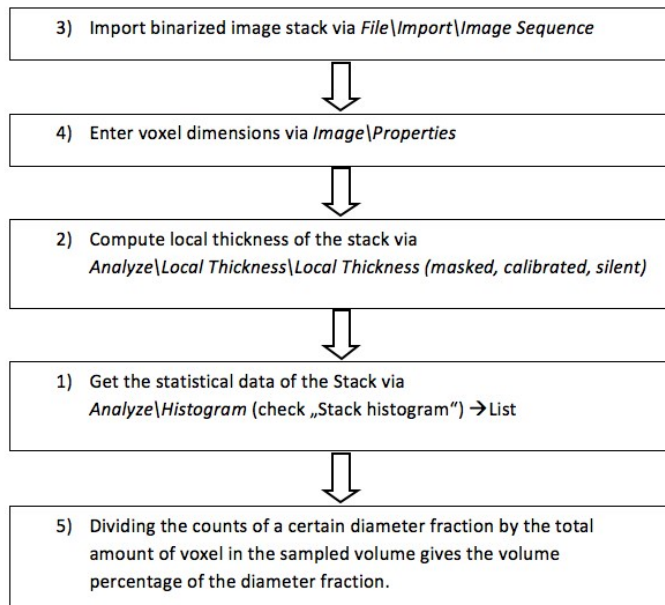 3) Import binarized image stack via File\Import\Image Sequence
4) Enter voxel dimensions via Image\Properties
2) Compute local thickness of the stack via
Analyze\Local Thickness\Local Thickness (masked, calibrated, silent)
1) Get the statistical data of the Stack via
Analyze\Histogram (check „Stack histogram“) →List
5) Dividing the counts of a certain diameter fraction by the total
amount of voxel in the sampled volume gives the volume
percentage of the diameter fraction.